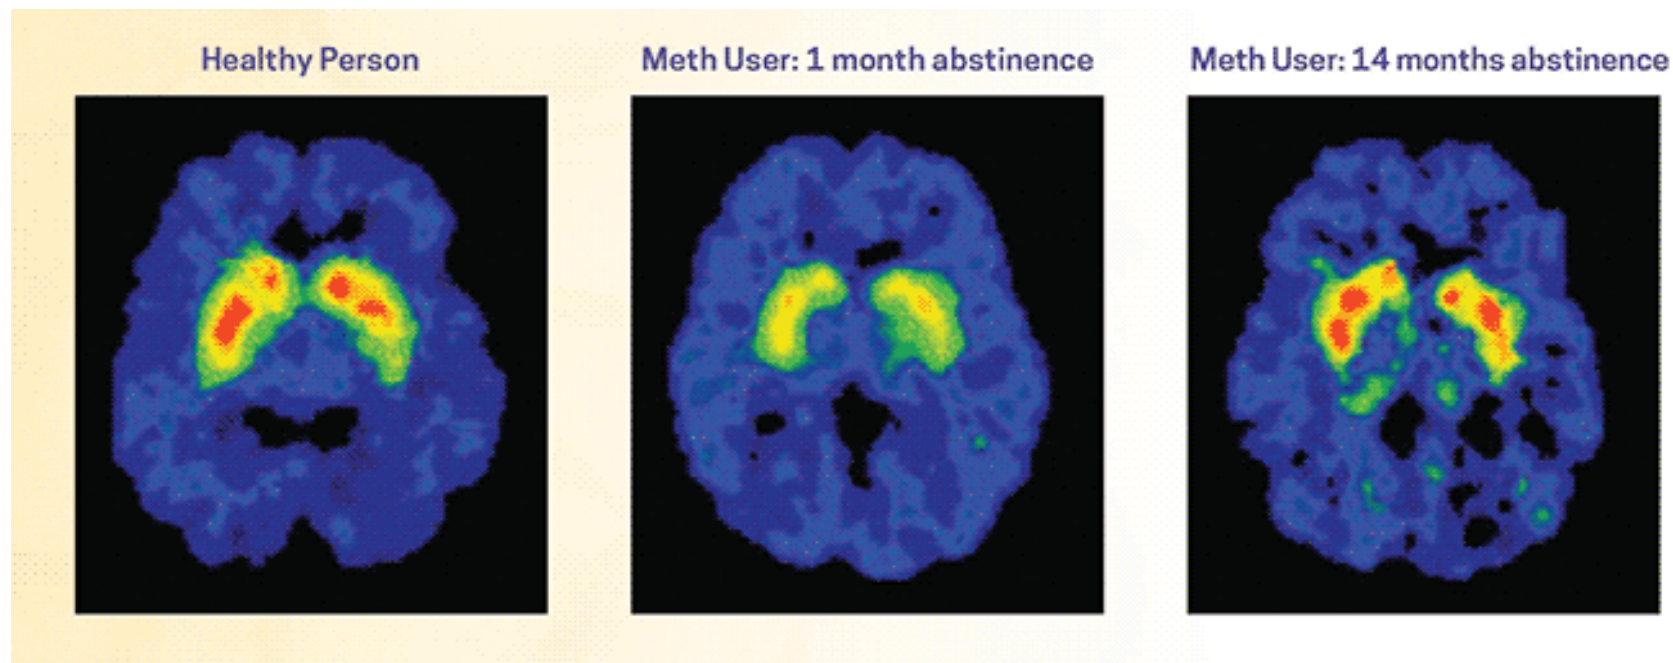 Healthy Person
Meth User: 1 month abstinence
Meth User: 14 months abstinence